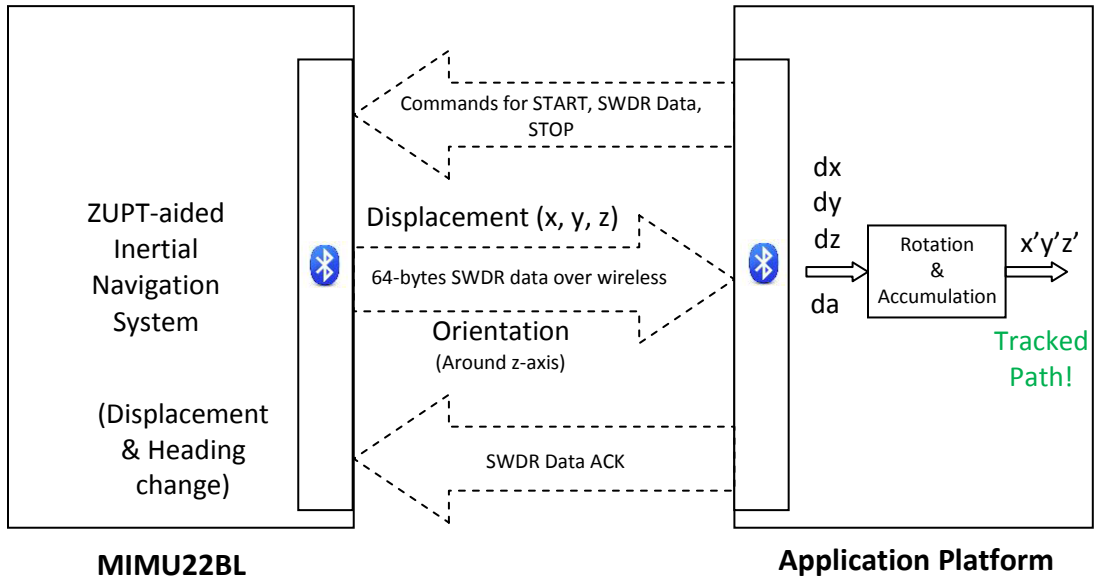 Commands for START, SWDR Data,
STOP
ZUPT-aided
Inertial
Navigation
System
(Displacement
& Heading
change)
Displacement (x, y, z)
64-bytes SWDR data over wireless
Orientation
(Around z-axis)
SWDR Data ACK
dx
dy
dz
da
Rotation
&
Accumulation
x’y’z’
Tracked
Path!
MIMU22BL
Application Platform